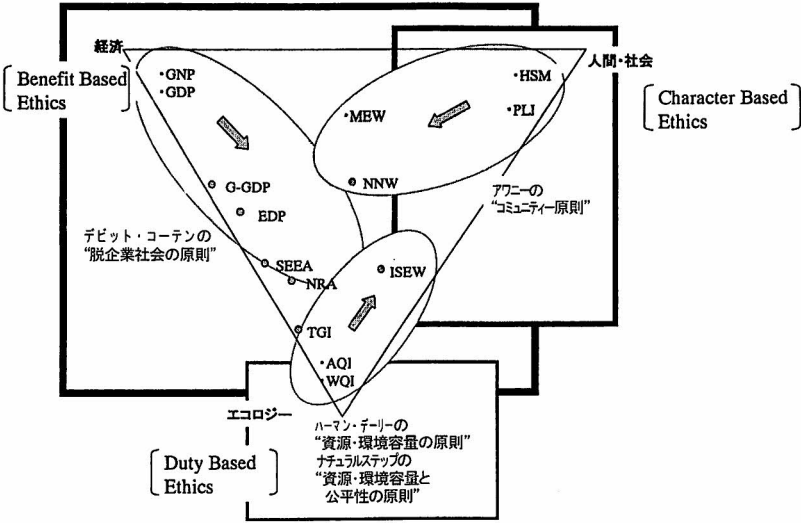 経済
人間・社会
Benefit Based
Ethics
GNP
GDP
HSM
PLI
MEW
Character Based
Ethics
NNW
G-GDP
EDP
アワニーの
“コミュニティー原則”
デビット・コーテンの
“脱企業社会の原則”
SEEA
NRA
ISEW
TGI
AQI
WQI
エコロジー
ハーマン・デーリーの
“資源・環境容量の原則”
ナチュラルステップの
“資源・環境容量と
公平性の原則”
Duty Based
Ethics